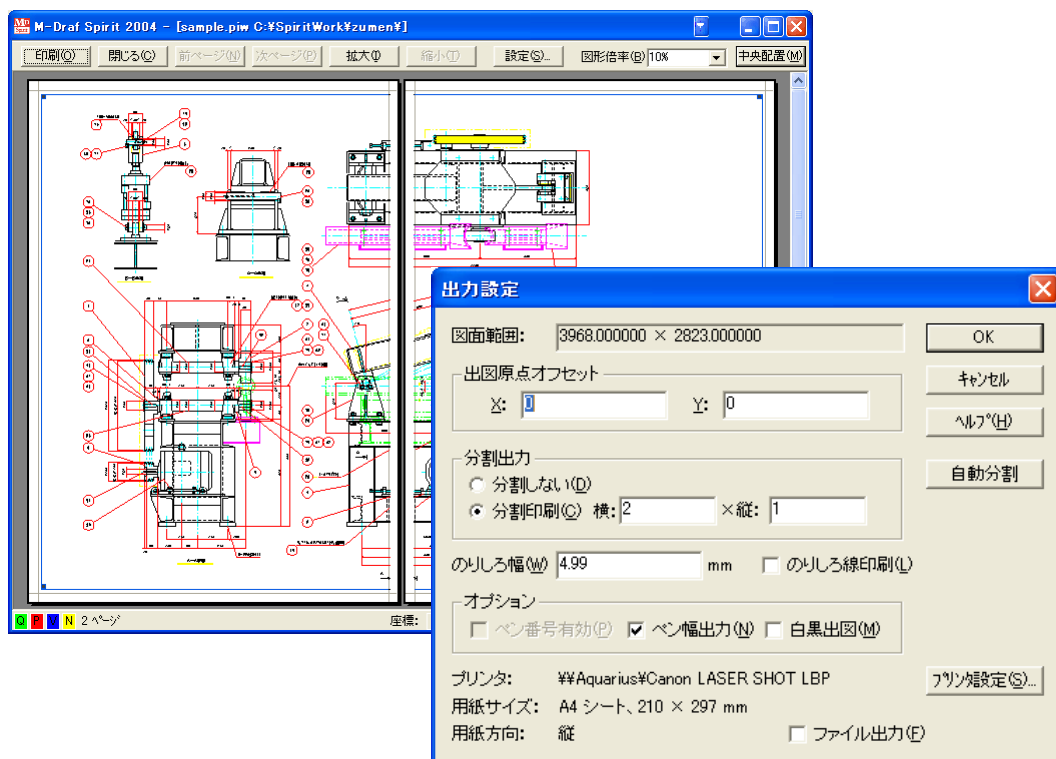 M-Draf Spirit 2004 - [sample.piw C:¥SpiritWork¥zumen¥]
印刷(O) 閉じる(C) 前ページ(N) 次ページ(P) 拡大(I) 縮小(T) 設定(S)... 図形倍率(B) 10% 中央配置(M)
Q P V N 2 ページ 座標:
出力設定
図面範囲: 3968.000000 × 2823.000000 OK
キャンセル
出図原点オフセット
X: 0 Y: 0 ヘルプ(H)
分割出力 自動分割
分割しない(D)
分割印刷(C) 横: 2 ×縦: 1
のりしろ幅(W) 4.99 mm のりしろ線印刷(L)
オプション
ペン番号有効(P) ペン幅出力(N) 白黒出図(M)
プリンタ: ¥¥Aquarius¥Canon LASER SHOT LBP プリンタ設定(S)...
用紙サイズ: A4 シート、210 × 297 mm
用紙方向: 縦 ファイル出力(F)